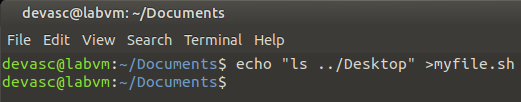 devasc@labvm: ~/Documents
File Edit View Search Terminal Help
devasc@labvm:~/Documents$ echo "ls ../Desktop" >myfile.sh
devasc@labvm:~/Documents$